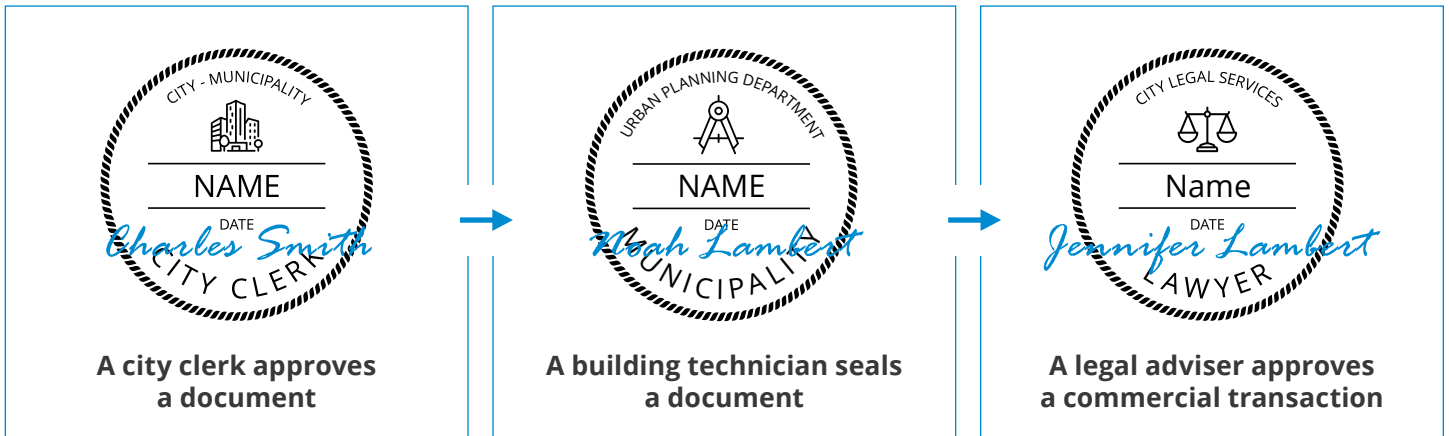 CITY - MUNICIPALITY
NAME
DATE
Charles Smith
CITY CLERK
A city clerk approves
a document
URBAN PLANNING DEPARTMENT
NAME
DATE
Noah Lambert
MUNICIPALITY
A building technician seals
a document
CITY LEGAL SERVICES
Name
DATE
Jennifer Lambert
LAWYER
A legal adviser approves
a commercial transaction